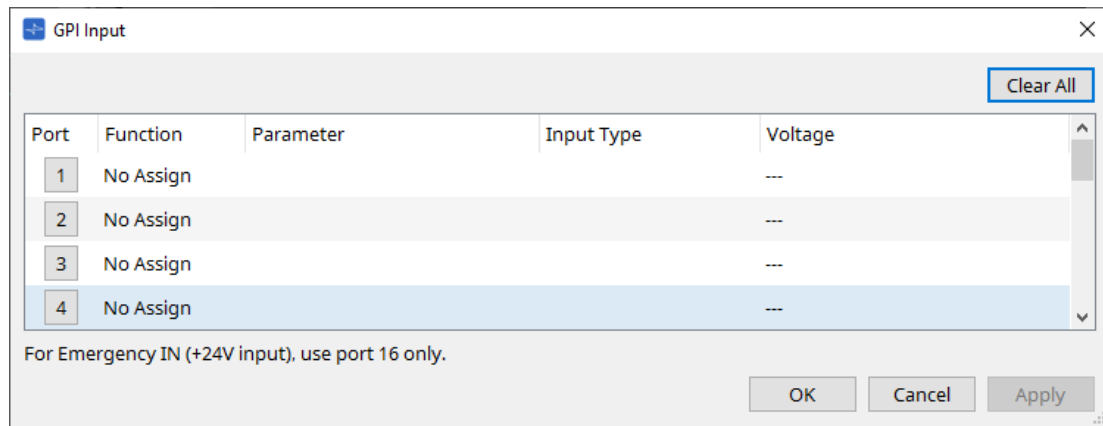 GPI Input
Clear All
Port Function Parameter Input Type Voltage
1 No Assign ---
2 No Assign ---
3 No Assign ---
4 No Assign ---
For Emergency IN (+24V input), use port 16 only.
OK Cancel Apply